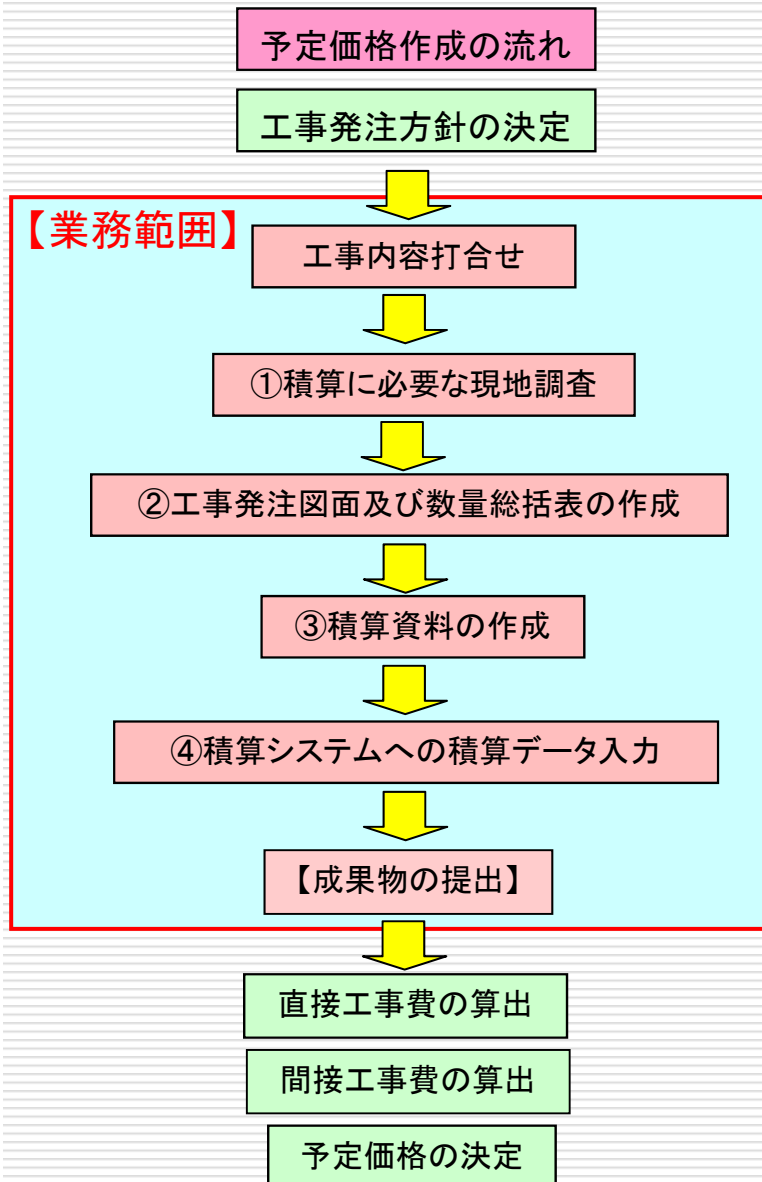 予定価格作成の流れ
工事発注方針の決定
【業務範囲】
工事内容打合せ
①積算に必要な現地調査
②工事発注図面及び数量総括表の作成
③積算資料の作成
④積算システムへの積算データ入力
【成果物の提出】
直接工事費の算出
間接工事費の算出
予定価格の決定